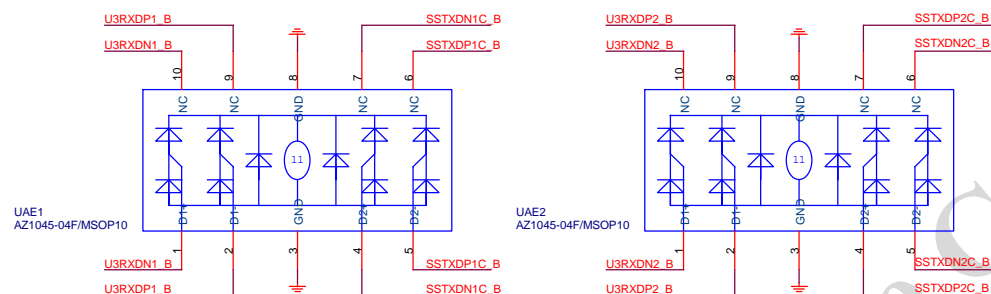 U3RXDP1_B SSTXDN1C_B U3RXDP2_B SSTXDP2C_B
U3RXDN1_B SSTXDP1C_B U3RXDN2_B SSTXDN2C_B
10 9 8 7 6 10 9 8 7 6
NC NC GND NC NC NC NC GND NC NC
11 11
D1+ D1- GND D2+ D2- D1+ D1- GND D2+ D2-
UAE1 UAE2
AZ1045-04F/MSOP10 AZ1045-04F/MSOP10
1 2 3 4 5 1 2 3 4 5
U3RXDN1_B SSTXDP1C_B U3RXDN2_B SSTXDN2C_B
U3RXDP1_B SSTXDN1C_B U3RXDP2_B SSTXDP2C_B